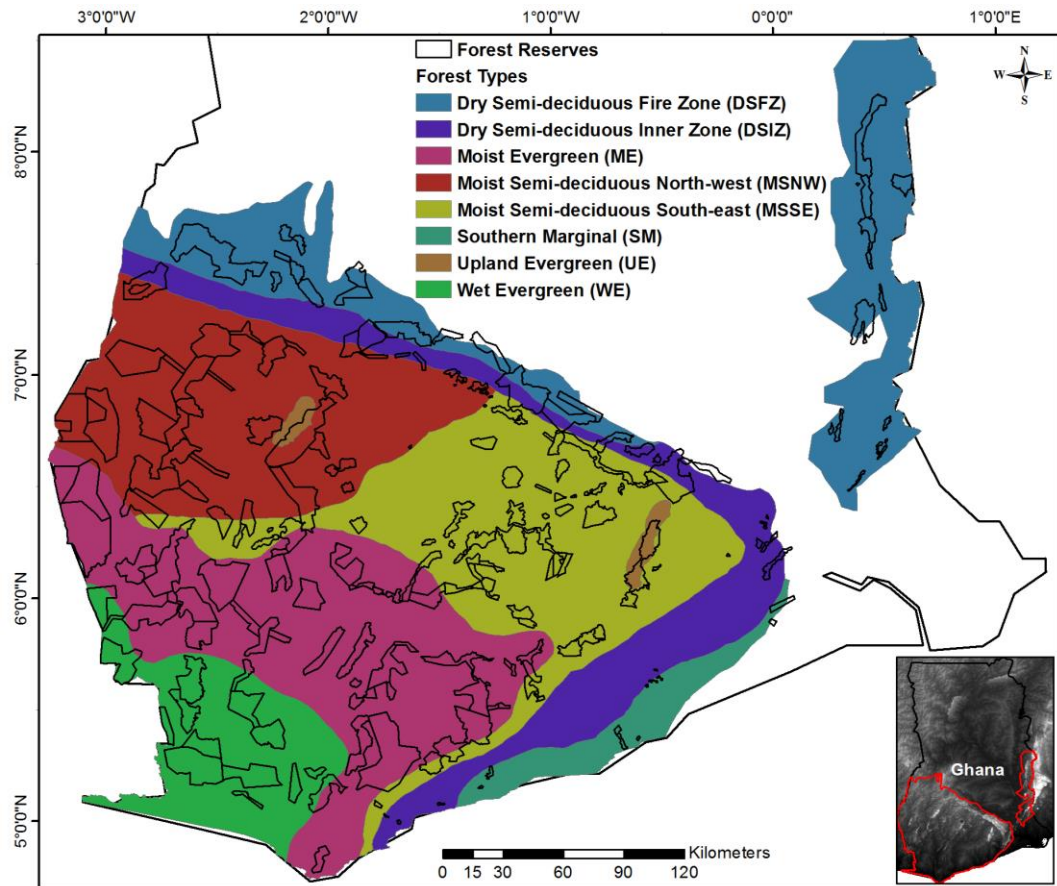 3°0'0"W 2°0'0"W 1°0'0"W 0°0'0" 1°0'0"E
Forest Reserves
Forest Types
Dry Semi-deciduous Fire Zone (DSFZ)
Dry Semi-deciduous Inner Zone (DSIZ)
Moist Evergreen (ME)
Moist Semi-deciduous North-west (MSNW)
Moist Semi-deciduous South-east (MSSE)
Southern Marginal (SM)
Upland Evergreen (UE)
Wet Evergreen (WE)
N
W E
S
8°0'0"N
7°0'0"N
6°0'0"N
5°0'0"N
Ghana
Kilometers
0 15 30 60 90 120